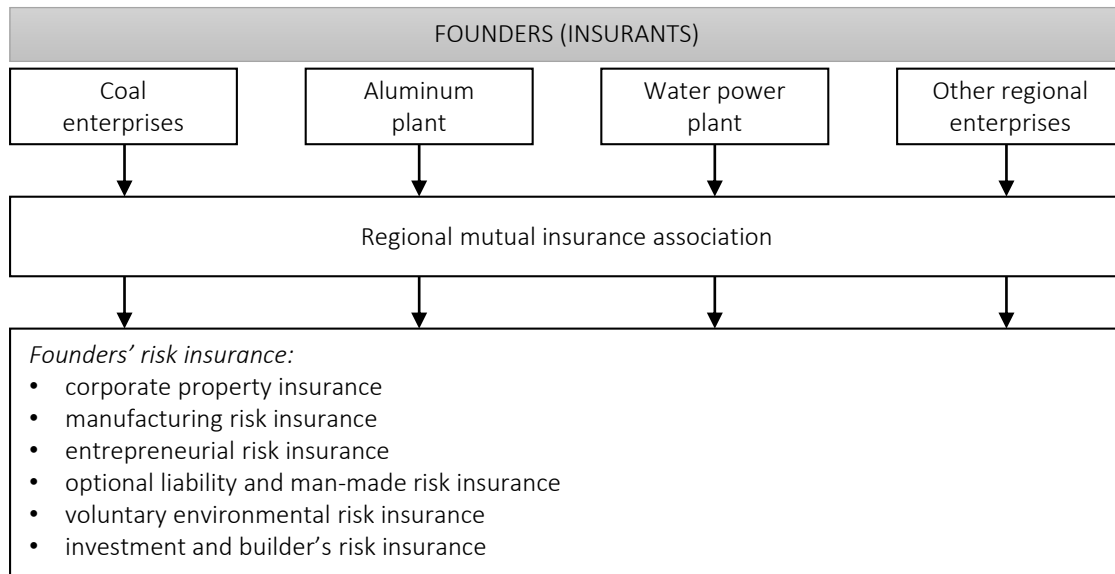 FOUNDERS (INSURANTS)
Coal
enterprises
Aluminum
plant
Water power
plant
Other regional
enterprises
Regional mutual insurance association
Founders’ risk insurance:
• corporate property insurance
• manufacturing risk insurance
• entrepreneurial risk insurance
• optional liability and man-made risk insurance
• voluntary environmental risk insurance
• investment and builder’s risk insurance